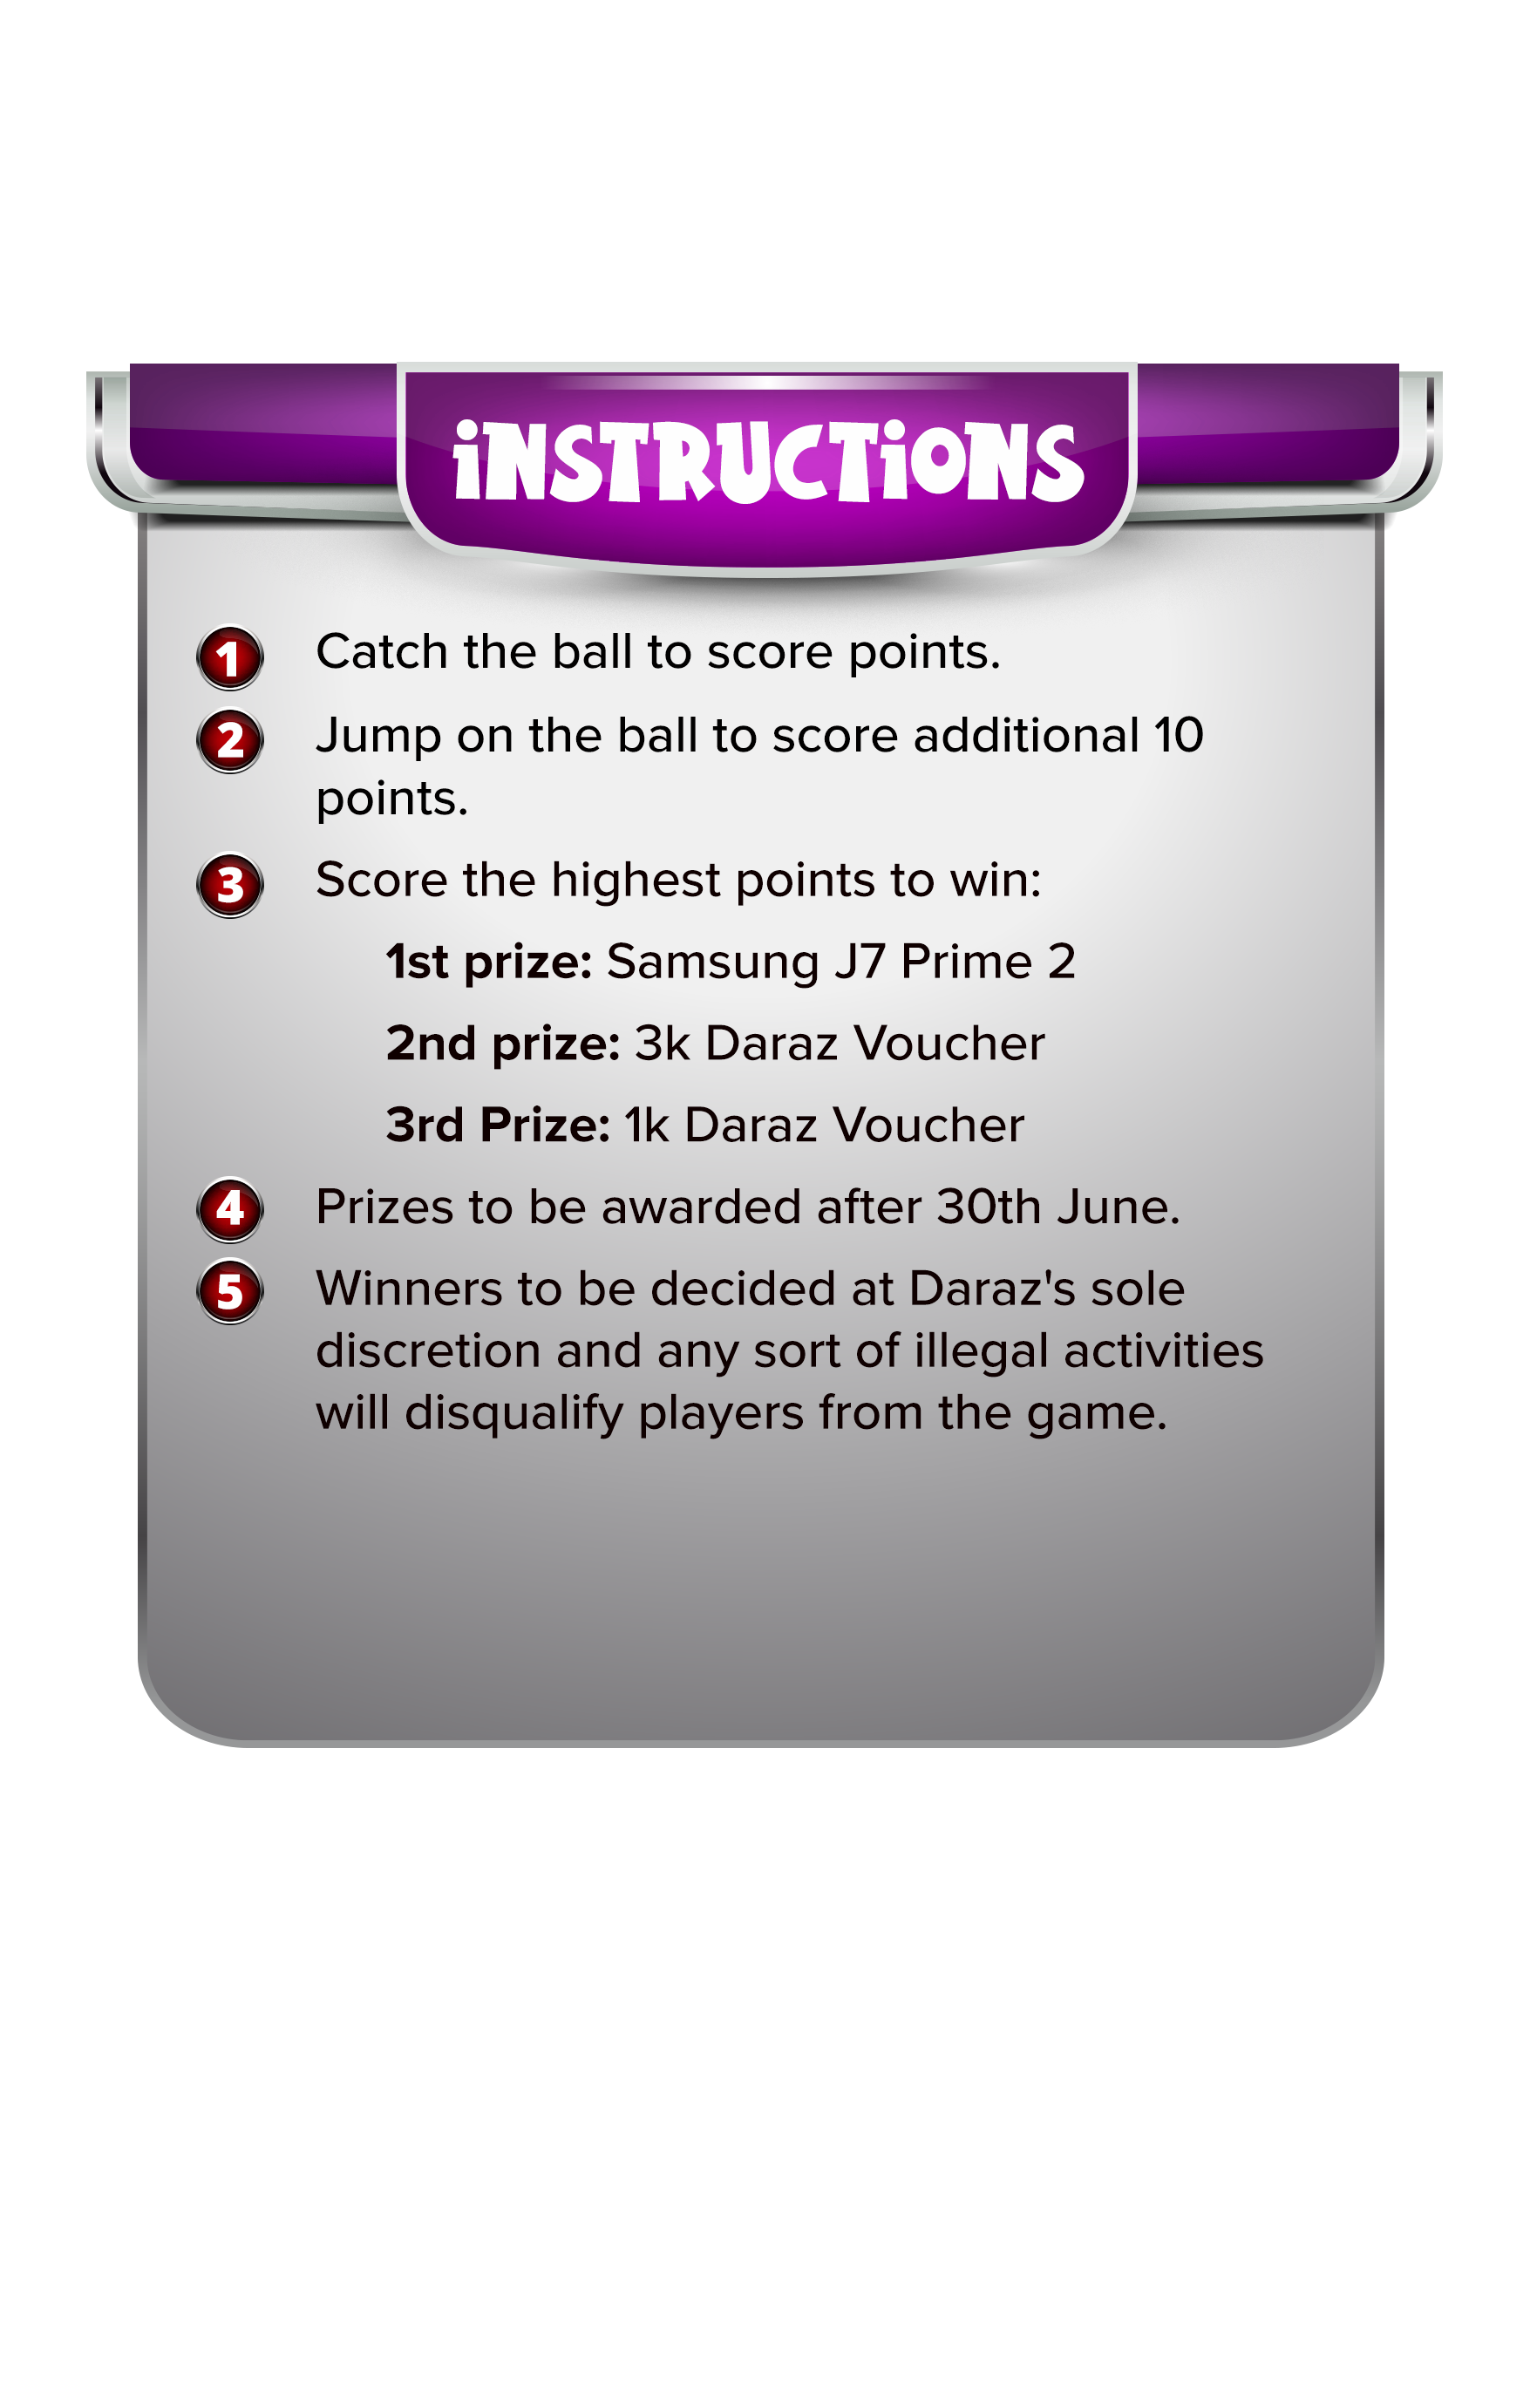 iNSTRUCTiONS
1 Catch the ball to score points.
2 Jump on the ball to score additional 10
points.
3 Score the highest points to win:
1st prize: Samsung J7 Prime 2
2nd prize: 3k Daraz Voucher
3rd Prize: 1k Daraz Voucher
4 Prizes to be awarded after 30th June.
5 Winners to be decided at Daraz's sole
discretion and any sort of illegal activities
will disqualify players from the game.